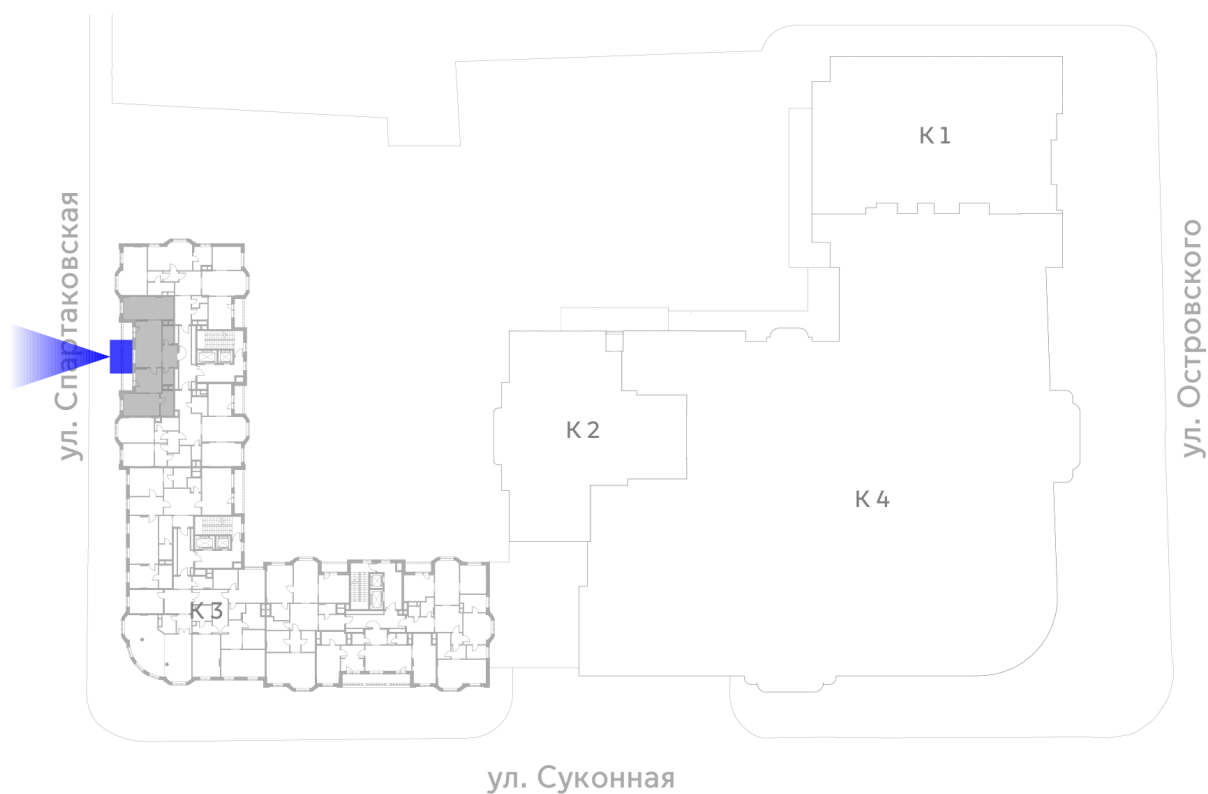 К 1
ул. Спартаковская
ул. Островского
К 2
К 4
К 3
ул. Суконная